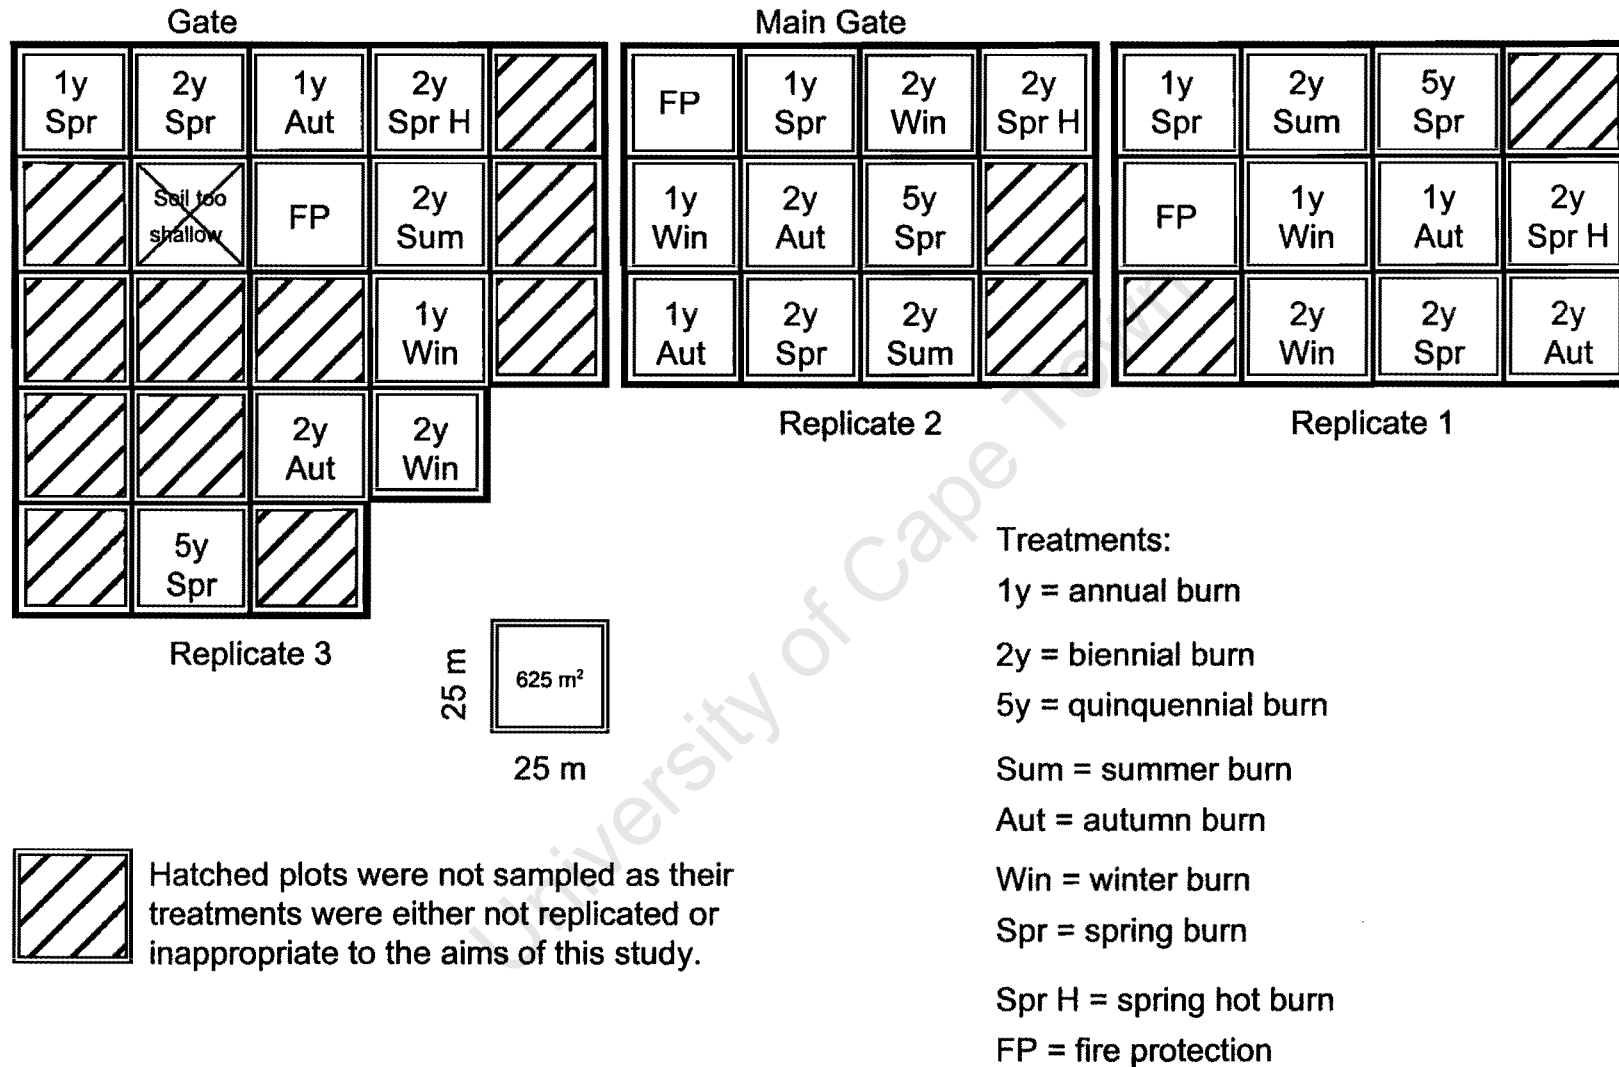 Gate
Main Gate
1y
Spr
2y
Spr
1y
Aut
2y
Spr H
Soil too
shallow
FP
2y
Sum
1y
Win
2y
Aut
2y
Win
5y
Spr
Replicate 3
FP
1y
Spr
2y
Win
2y
Spr H
1y
Win
2y
Aut
5y
Spr
1y
Aut
2y
Spr
2y
Sum
Replicate 2
1y
Spr
2y
Sum
5y
Spr
FP
1y
Win
1y
Aut
2y
Spr H
2y
Win
2y
Spr
2y
Aut
Replicate 1
25 m
625 m²
25 m
Hatched plots were not sampled as their
treatments were either not replicated or
inappropriate to the aims of this study.
Treatments:
1y = annual burn
2y = biennial burn
5y = quinquennial burn
Sum = summer burn
Aut = autumn burn
Win = winter burn
Spr = spring burn
Spr H = spring hot burn
FP = fire protection
University of Cape Town